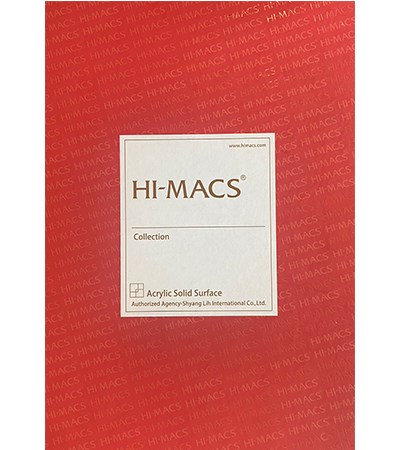 www.himacs.com
HI-MACS®
Collection
Acrylic Solid Surface
Authorized Agency-Shyang Lih International Co.,Ltd.